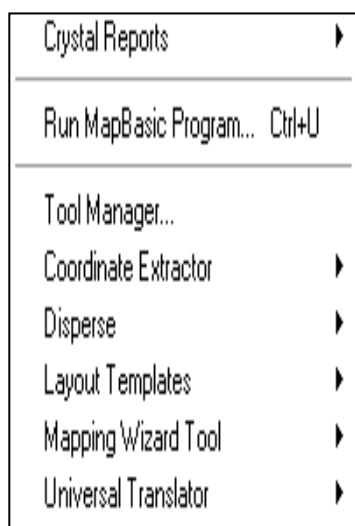 Crystal Reports
Run MapBasic Program... Ctrl+U
Tool Manager...
Coordinate Extractor
Disperse
Layout Templates
Mapping Wizard Tool
Universal Translator